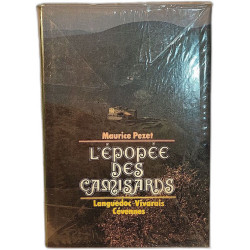 Maurice Pezet
L'ÉPOPÉE
DES
CAMISARDS
Languedoc-Vivarais
Cévennes